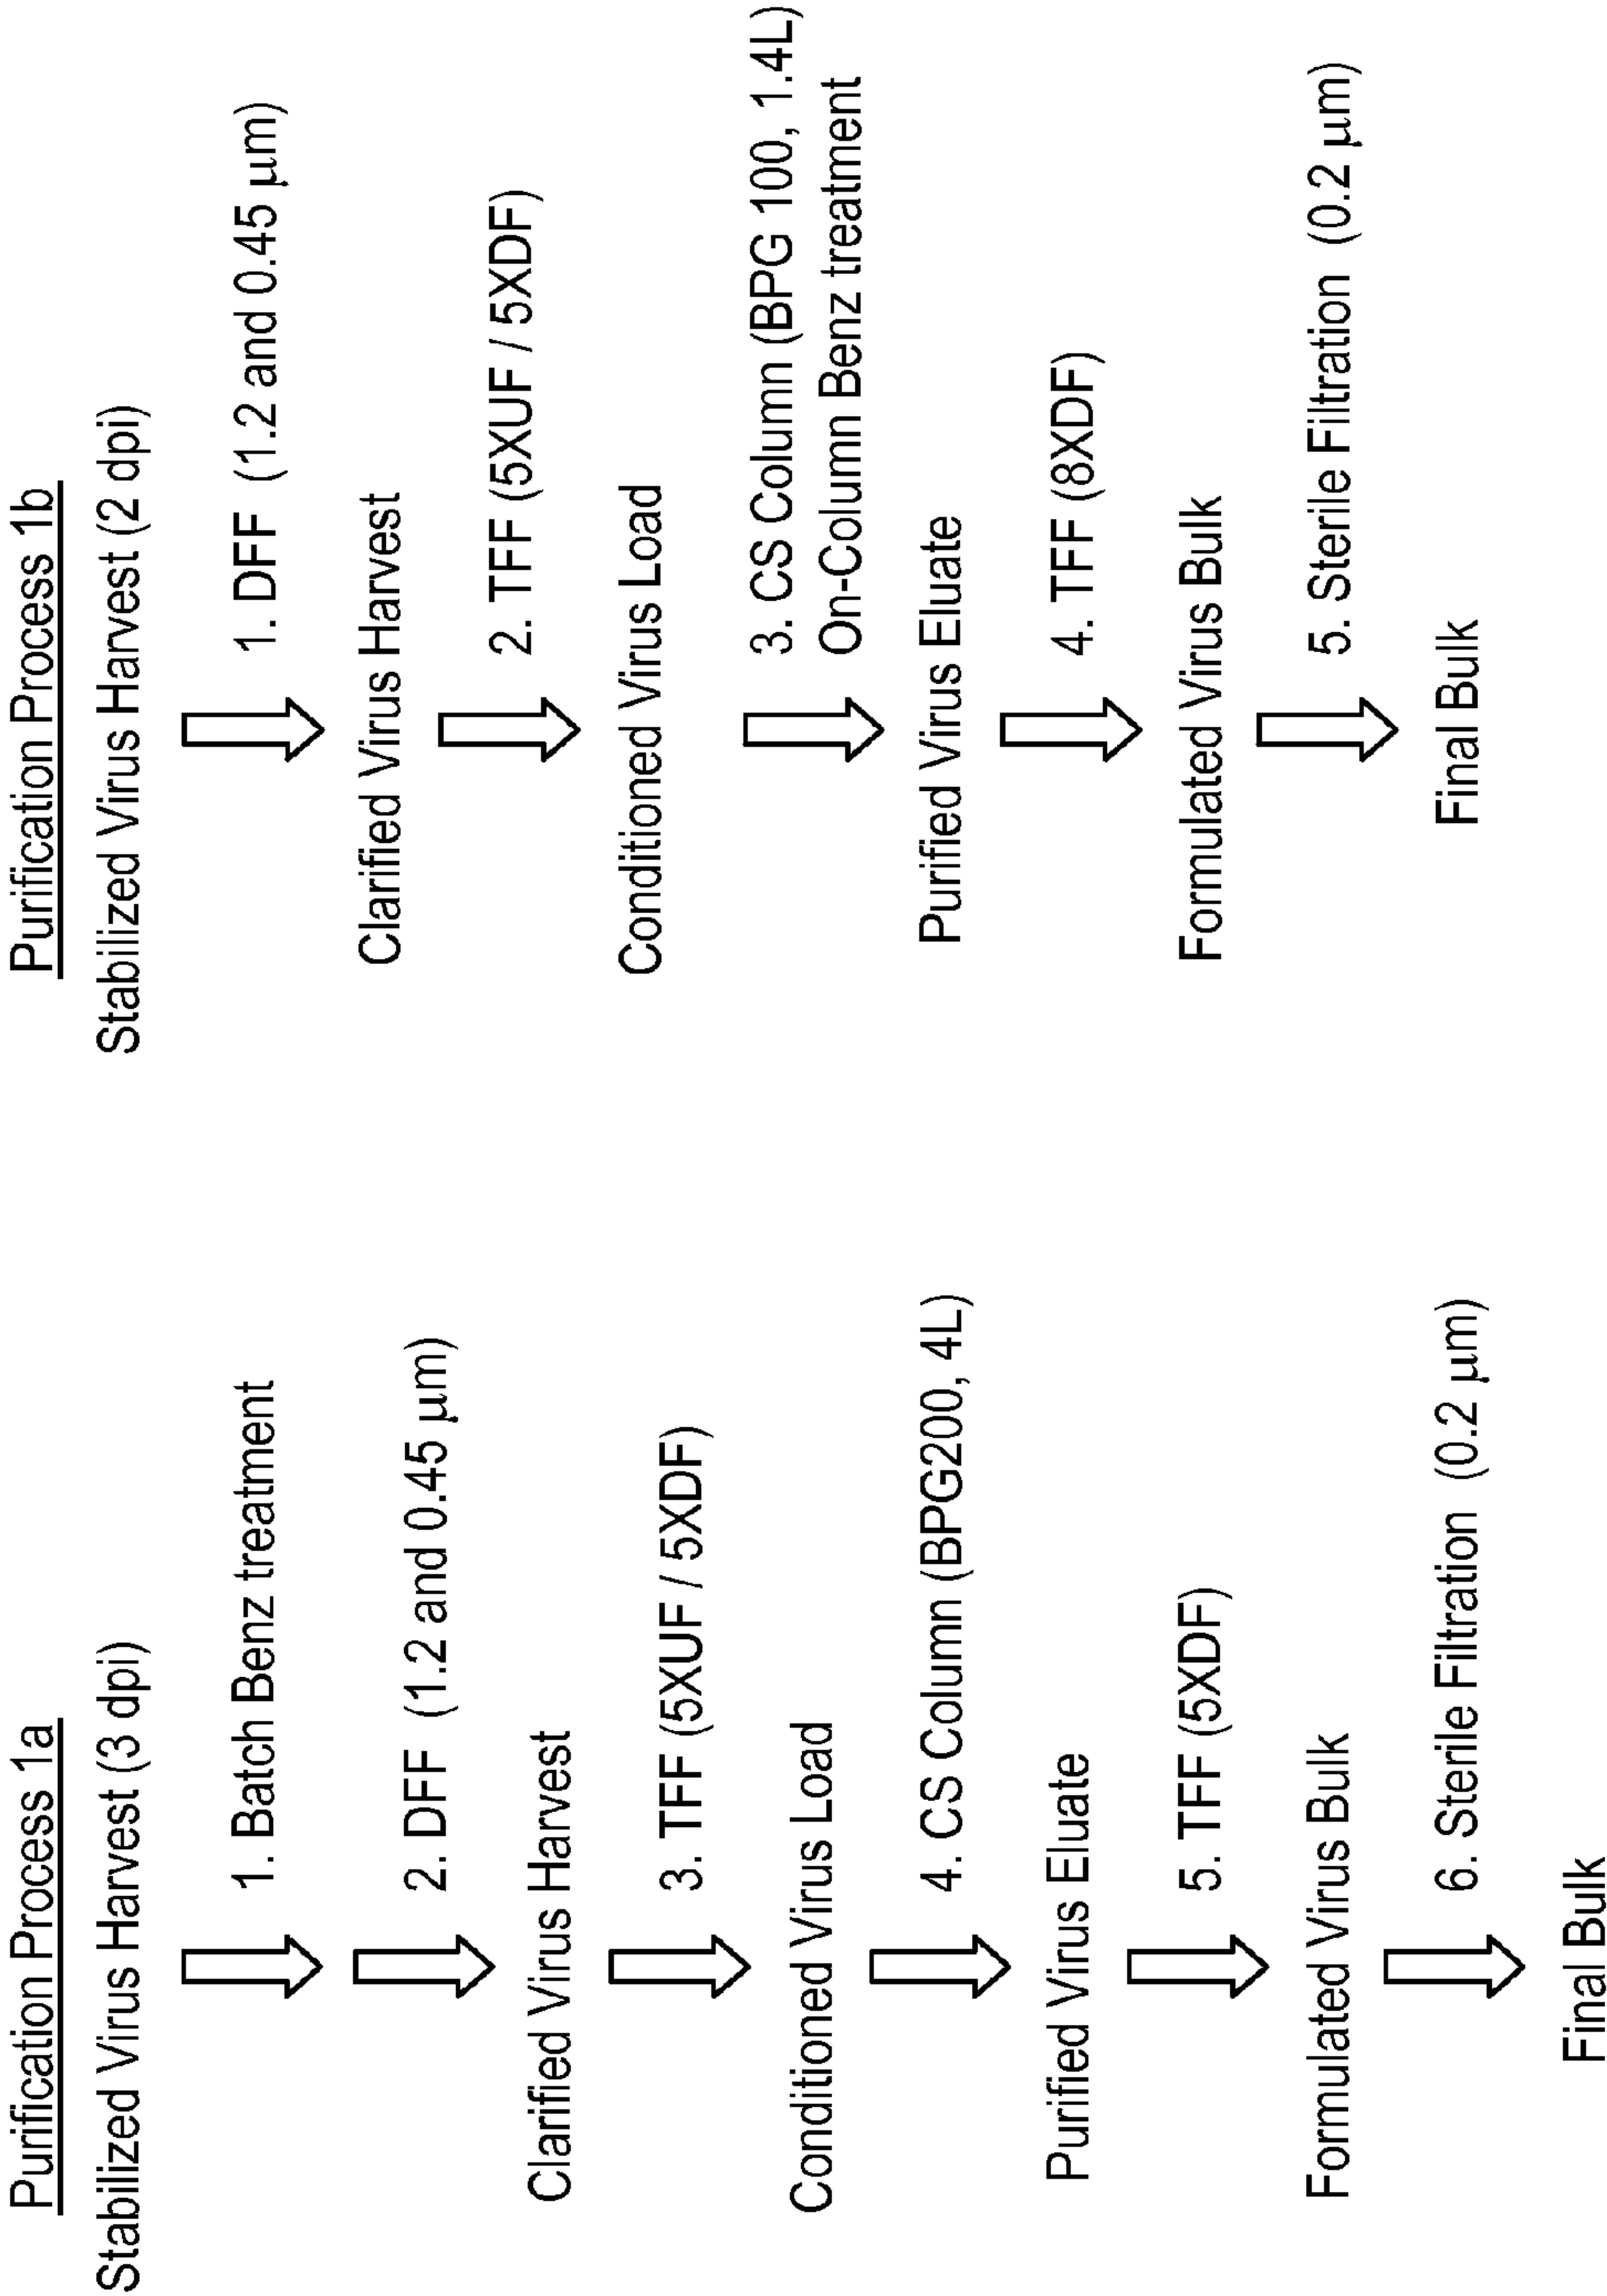 Purification Process 1a
Stabilized Virus Harvest (3 dpi)
1. Batch Benz treatment
2. DFF (1.2 and 0.45 μm)
Clarified Virus Harvest
3. TFF (5XUF / 5XDF)
Conditioned Virus Load
4. CS Column (BPG200, 4L)
Purified Virus Eluate
5. TFF (5XDF)
Formulated Virus Bulk
6. Sterile Filtration (0.2 μm)
Final Bulk
Purification Process 1b
Stabilized Virus Harvest (2 dpi)
1. DFF (1.2 and 0.45 μm)
Clarified Virus Harvest
2. TFF (5XUF / 5XDF)
Conditioned Virus Load
3. CS Column (BPG 100, 1.4L)
On-Column Benz treatment
Purified Virus Eluate
4. TFF (8XDF)
Formulated Virus Bulk
5. Sterile Filtration (0.2 μm)
Final Bulk